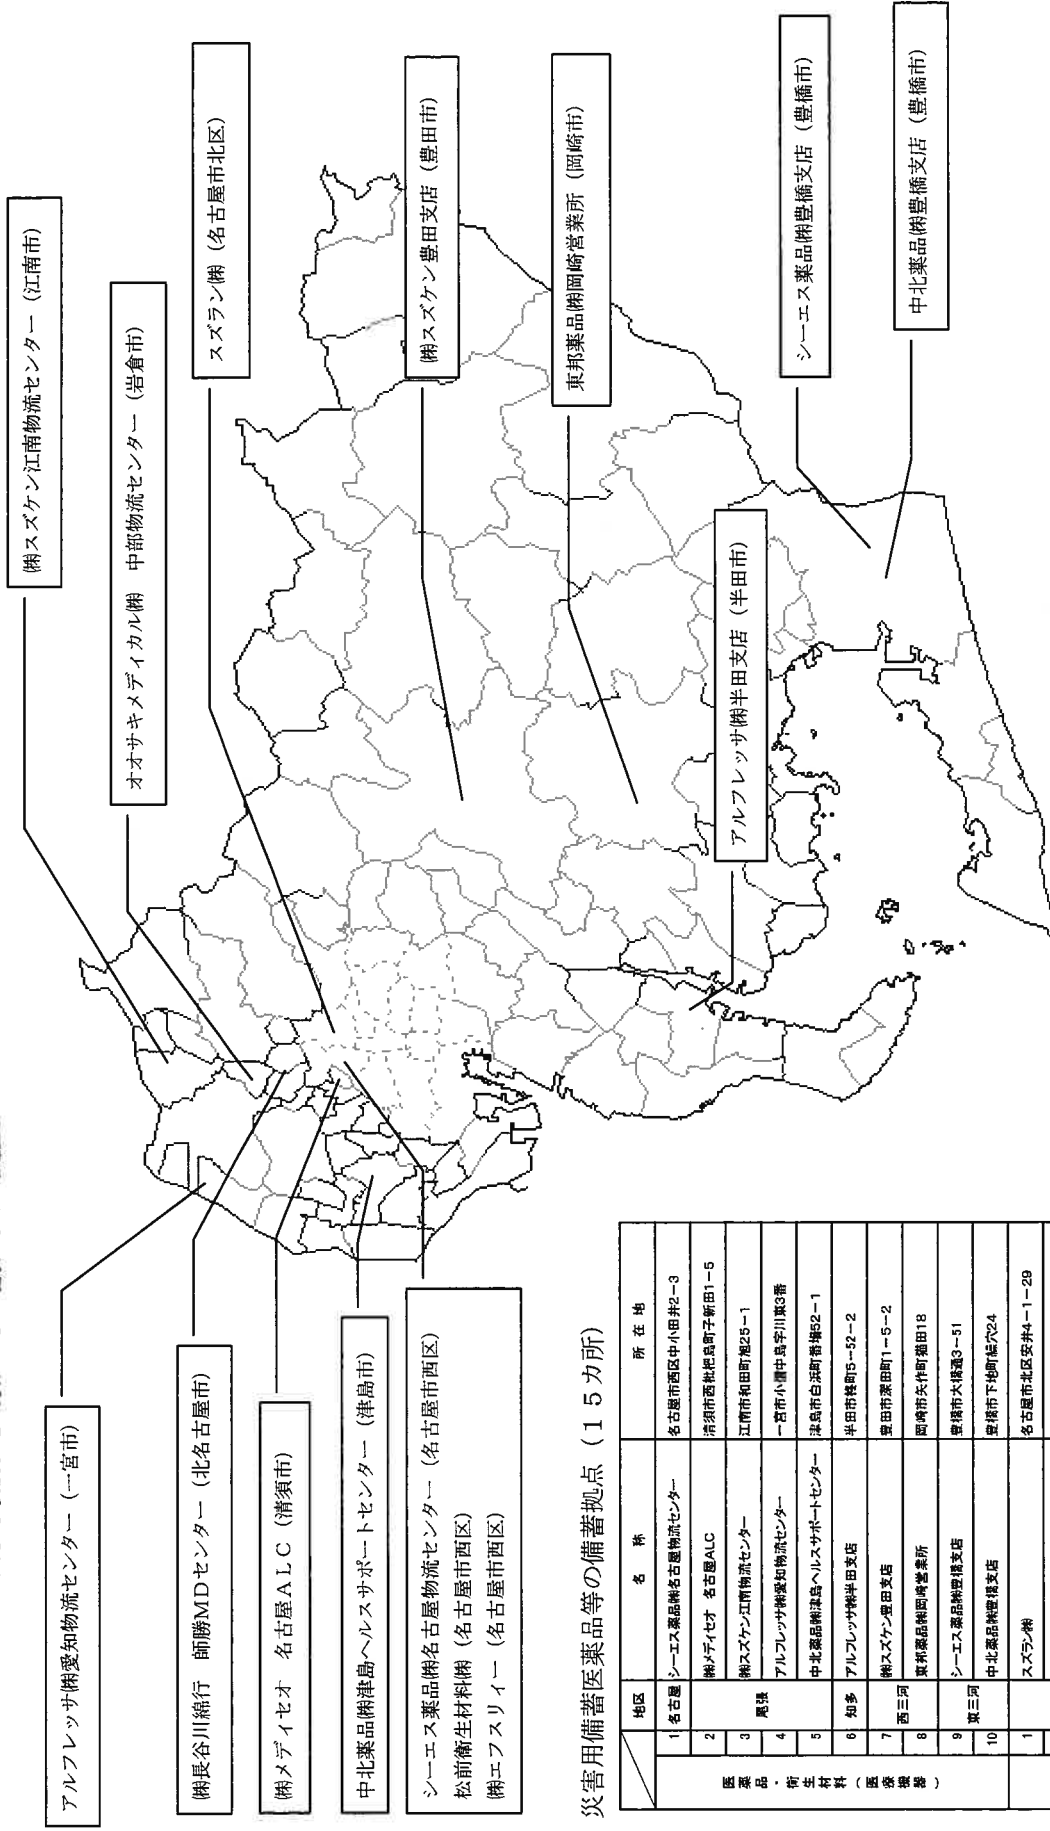 ㈱スズケン江南物流センター（江南市）
オオサキメディカル㈱　中部物流センター（岩倉市）
スズラン㈱（名古屋市北区）
㈱スズケン豊田支店（豊田市）
東邦薬品㈱岡崎営業所（岡崎市）
シーエス薬品㈱豊橋支店（豊橋市）
中北薬品㈱豊橋支店（豊橋市）
アルフレッサ㈱半田支店（半田市）
アルフレッサ㈱愛知物流センター（一宮市）
㈱長谷川綿行　師勝MDセンター（北名古屋市）
㈱メディセオ　名古屋ＡＬＣ（清須市）
中北薬品㈱津島ヘルスサポートセンター（津島市）
シーエス薬品㈱名古屋物流センター（名古屋市西区）
松前衛生材料㈱（名古屋市西区）
㈱エフスリィー（名古屋市西区）
災害用備蓄医薬品等の備蓄拠点（１５カ所）
地区　名称　所在地
医薬品・衛生材料（医療機器）
1 名古屋 シーエス薬品㈱名古屋物流センター 名古屋市西区中小田井2−3
2 尾張 ㈱メディセオ　名古屋ALC 清須市西枇杷島町子新田1−5
3 ㈱スズケン江南物流センター 江南市和田町旭25−1
4 アルフレッサ㈱愛知物流センター 一宮市小信中島字川東3番
5 中北薬品㈱津島ヘルスサポートセンター 津島市白浜町番場52−1
6 知多 アルフレッサ㈱半田支店 半田市 町5−52−2
7 西三河 ㈱スズケン豊田支店 豊田市深田町1−5−2
8 東邦薬品㈱岡崎営業所 岡崎市矢作町猫田18
9 東三河 シーエス薬品㈱豊橋支店 豊橋市大橋通3−51
10 中北薬品㈱豊橋支店 豊橋市下地町 穴24
1 スズラン㈱ 名古屋市北区安井4−1−29